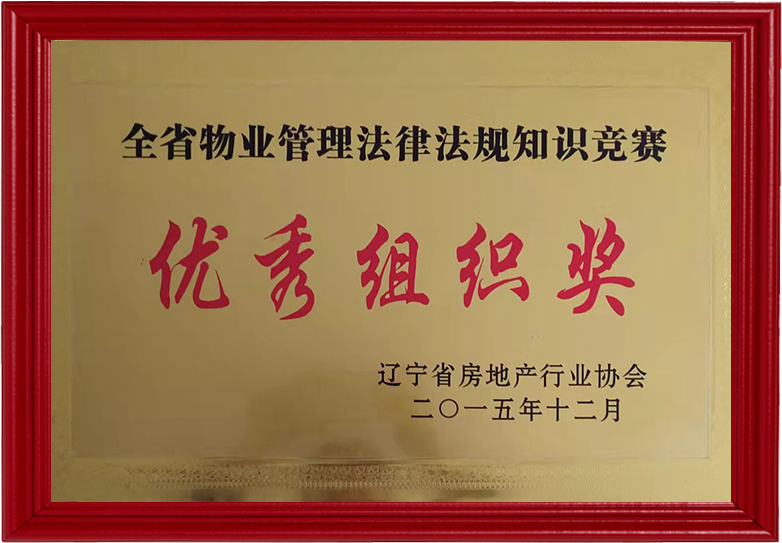 全省物业管理法律法规知识竞赛
优秀组织奖
辽宁省房地产行业协会
二〇一五年十二月